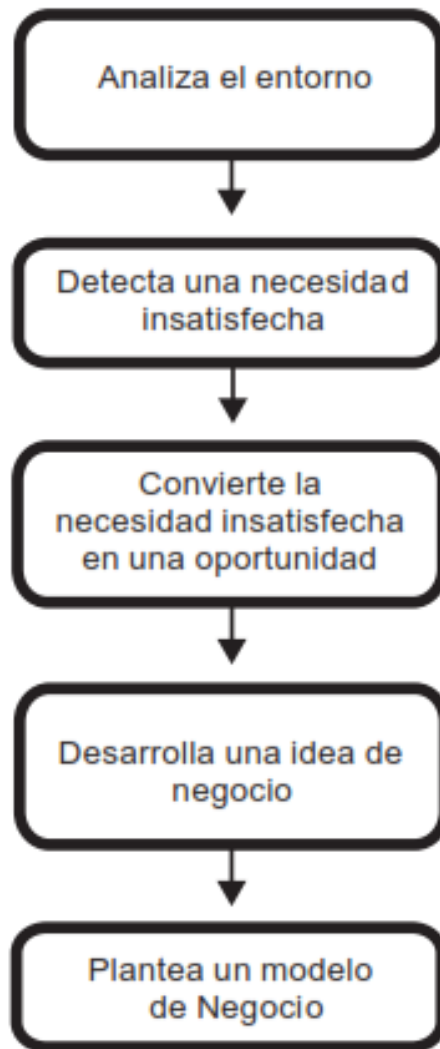 Analiza el entorno
Detecta una necesidad
insatisfecha
Convierte la
necesidad insatisfecha
en una oportunidad
Desarrolla una idea de
negocio
Plantea un modelo
de Negocio